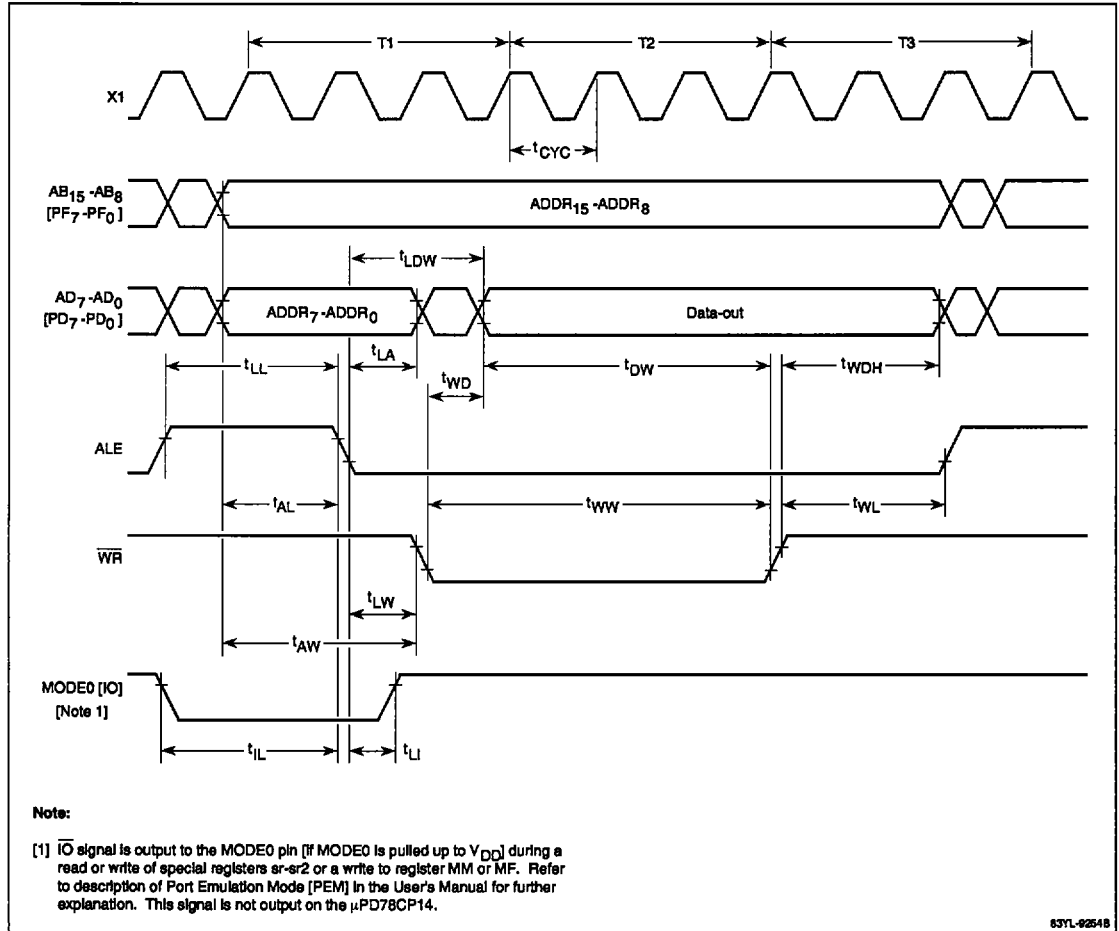 T1 T2 T3
X1
tCYC
AB15 -AB8
[PF7 -PF0 ]
ADDR15 -ADDR8
tLDW
AD7 -AD0
[PD7 -PD0 ]
ADDR7 -ADDR0
Data-out
tLL tLA tWD tDW tWDH
ALE
tAL tWW tWL
WR
tLW
tAW
MODE0 [IO]
[Note 1]
tIL tLI
Note:
[1] IO signal is output to the MODE0 pin [if MODE0 is pulled up to VDD] during a
read or write of special registers sr-sr2 or a write to register MM or MF. Refer
to description of Port Emulation Mode [PEM] in the User's Manual for further
explanation. This signal is not output on the µPD78CP14.
83YL-9254B